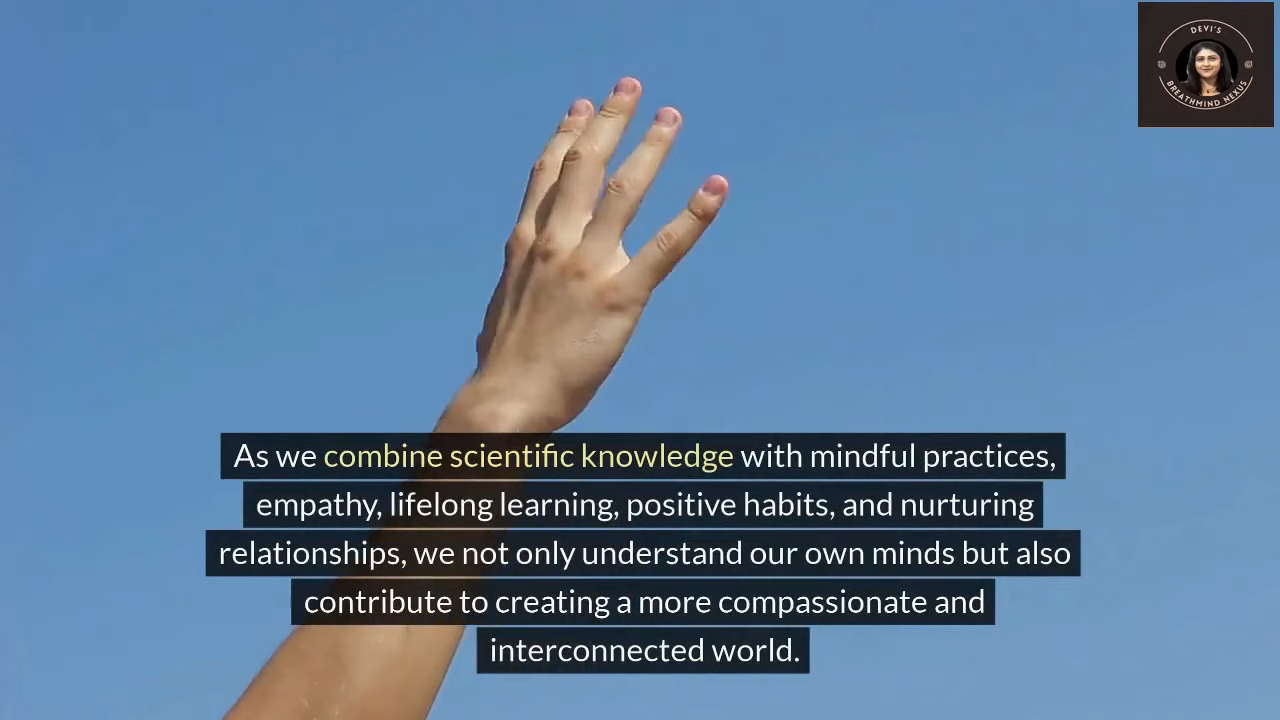 DEVI'S
BREATHMIND NEXUS
As we combine scientific knowledge with mindful practices,
empathy, lifelong learning, positive habits, and nurturing
relationships, we not only understand our own minds but also
contribute to creating a more compassionate and
interconnected world.